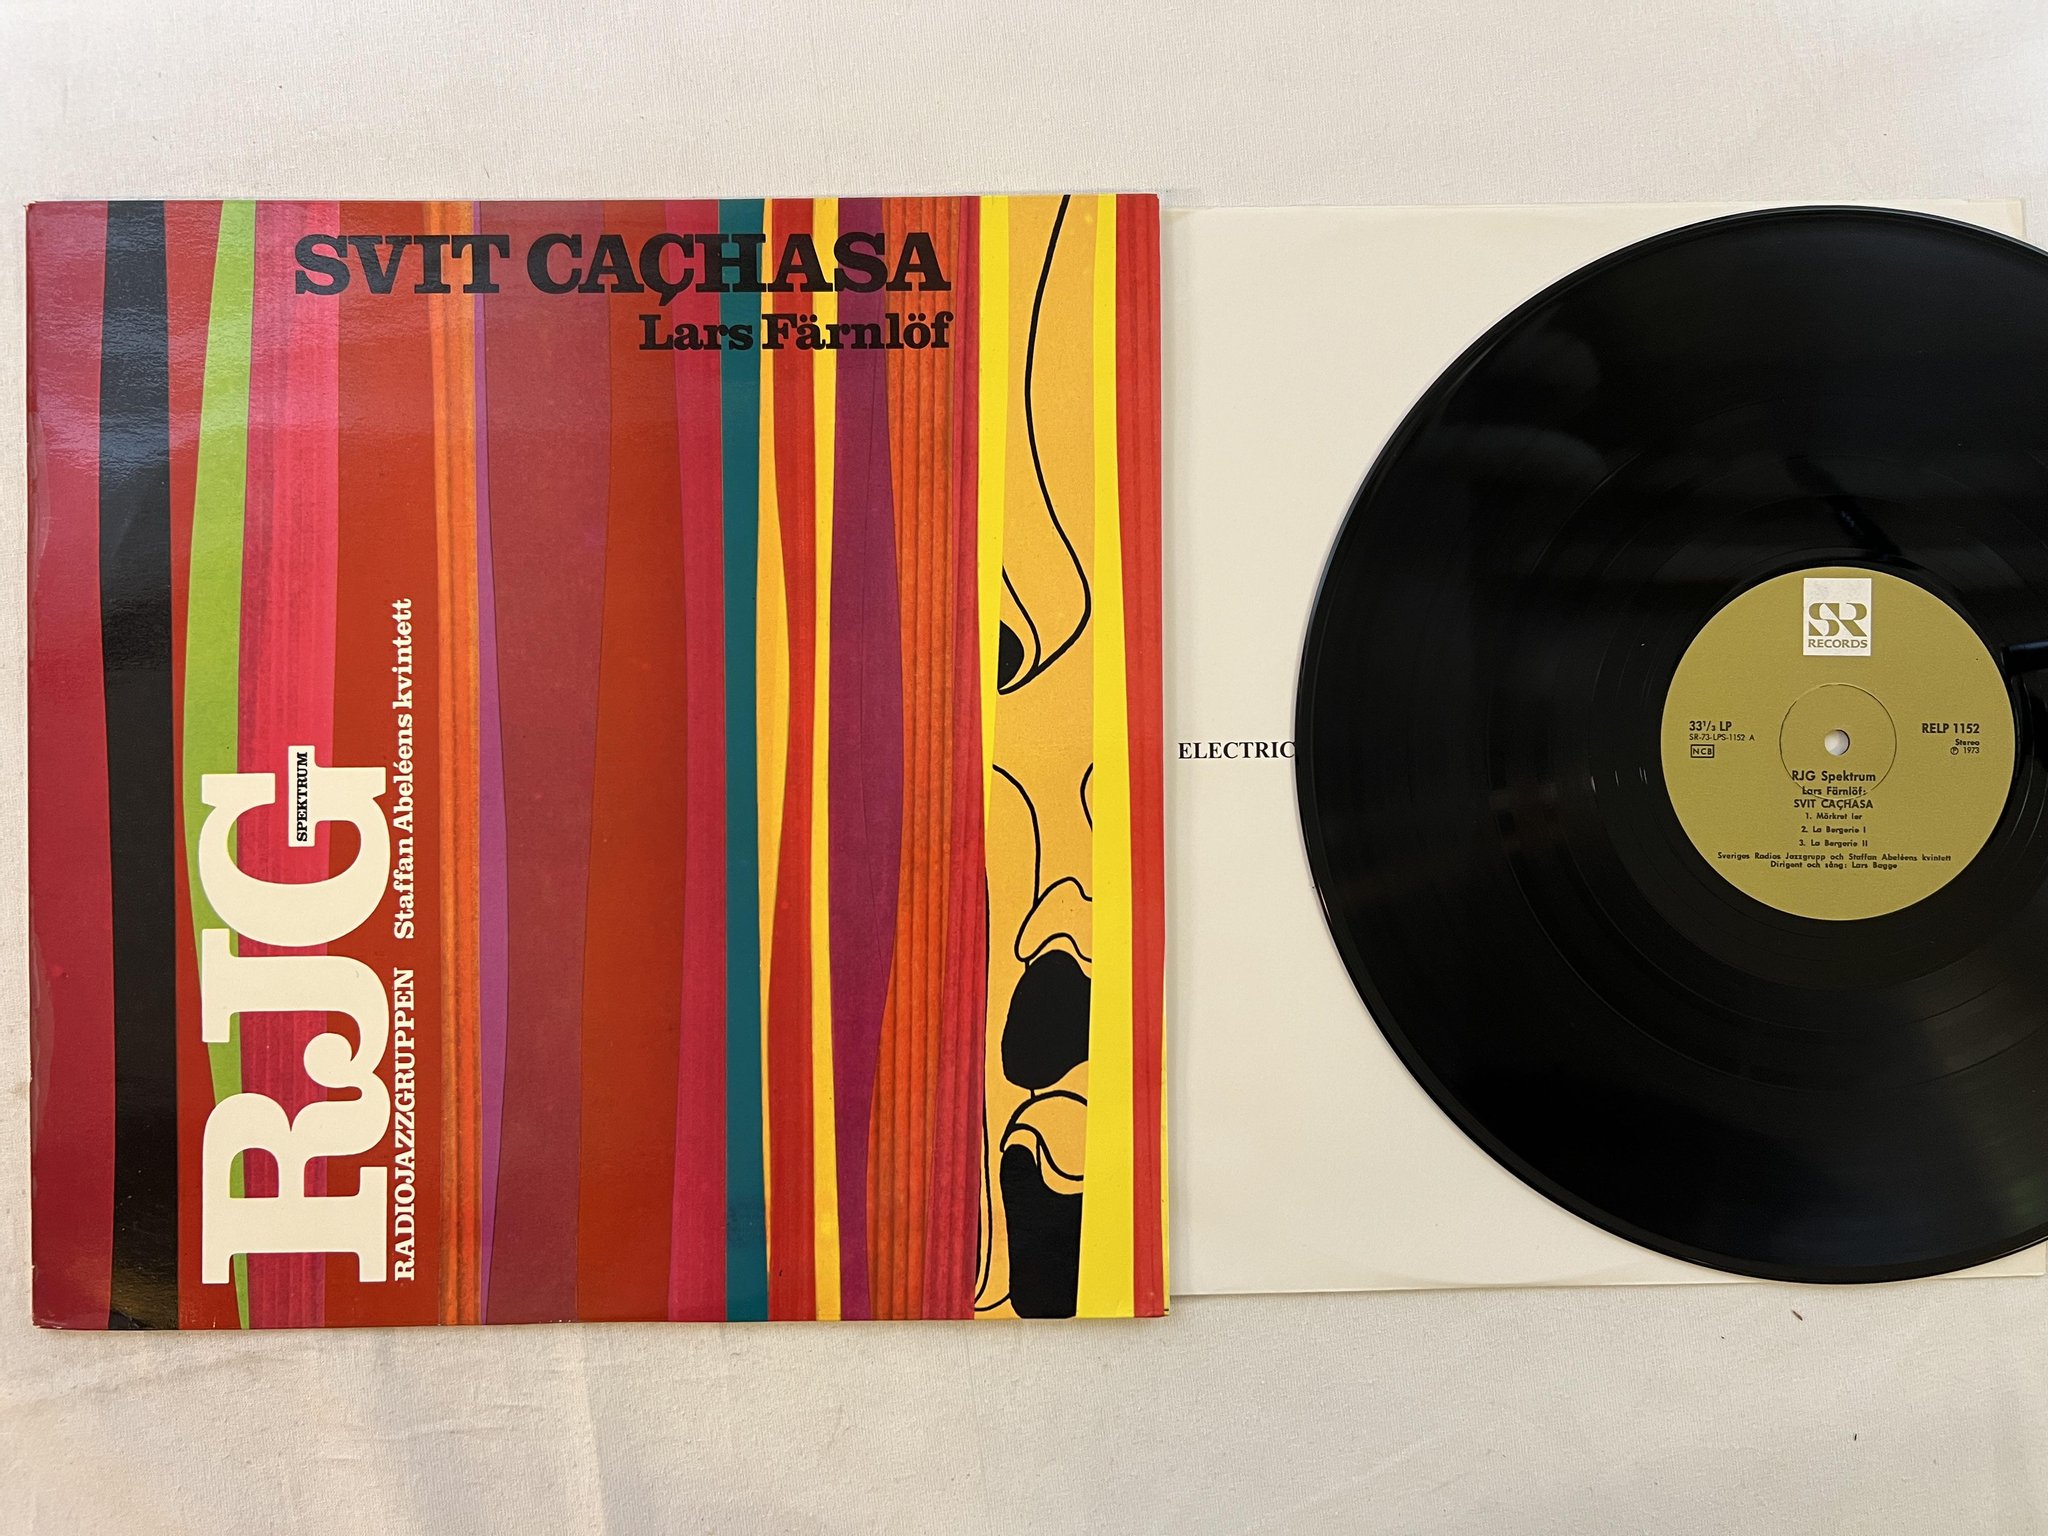 SVIT CAÇHASA
Lars Färnlöf
RJG
SPEKTRUM
RADIOJAZZGRUPPEN Staffan Abeléens kvintett
ELECTRIC
SR
RECORDS
33 1/3 LP
SR-73-LPS-1152 A
NCB
RELP 1152
Stereo
Ⓟ 1973
RJG Spektrum
Lars Färnlöf:
SVIT CAÇHASA
1. Mörkret ler
2. La Bergerie I
3. La Bergerie II
Sveriges Radios Jazzgrupp och Staffan Abeléens kvintett
Dirigent och sång: Lars Bagge